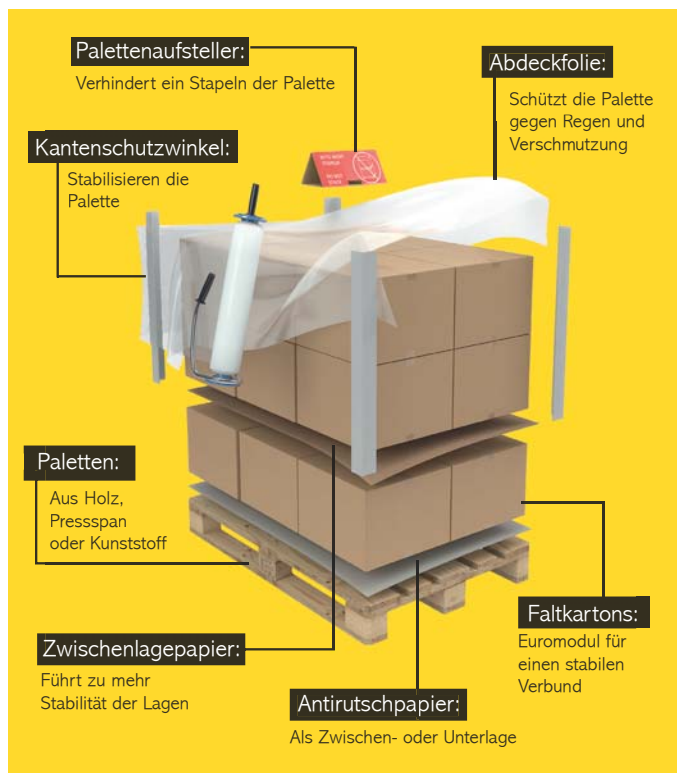 Palettenaufsteller:
Verhindert ein Stapeln der Palette
Abdeckfolie:
Schützt die Palette
gegen Regen und
Verschmutzung
Kantenschutzwinkel:
Stabilisieren die
Palette
Paletten:
Aus Holz,
Pressspan
oder Kunststoff
Zwischenlagepapier:
Führt zu mehr
Stabilität der Lagen
Antirutschpapier:
Als Zwischen- oder Unterlage
Faltkartons:
Euromodul für
einen stabilen
Verbund